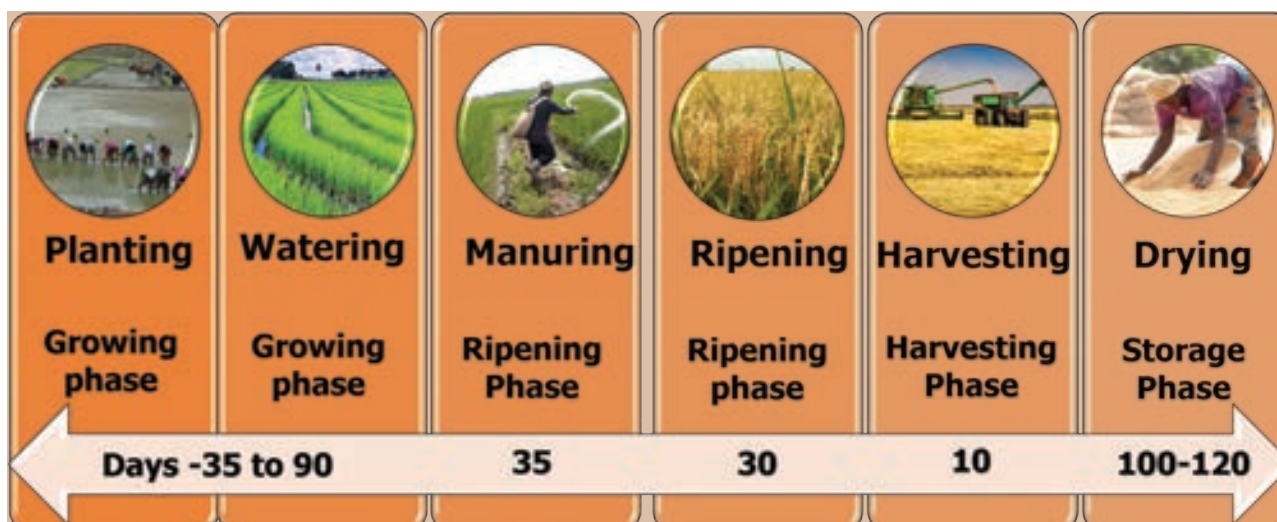 Planting
Watering
Manuring
Ripening
Harvesting
Drying
Growing
phase
Growing
phase
Ripening
Phase
Ripening
phase
Harvesting
Phase
Storage
Phase
Days -35 to 90
35
30
10
100-120